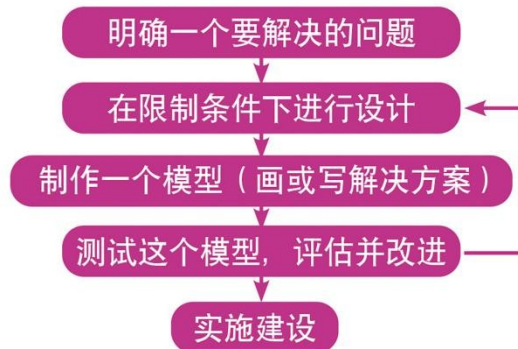 明确一个要解决的问题
在限制条件下进行设计
制作一个模型（画或写解决方案）
测试这个模型，评估并改进
实施建设